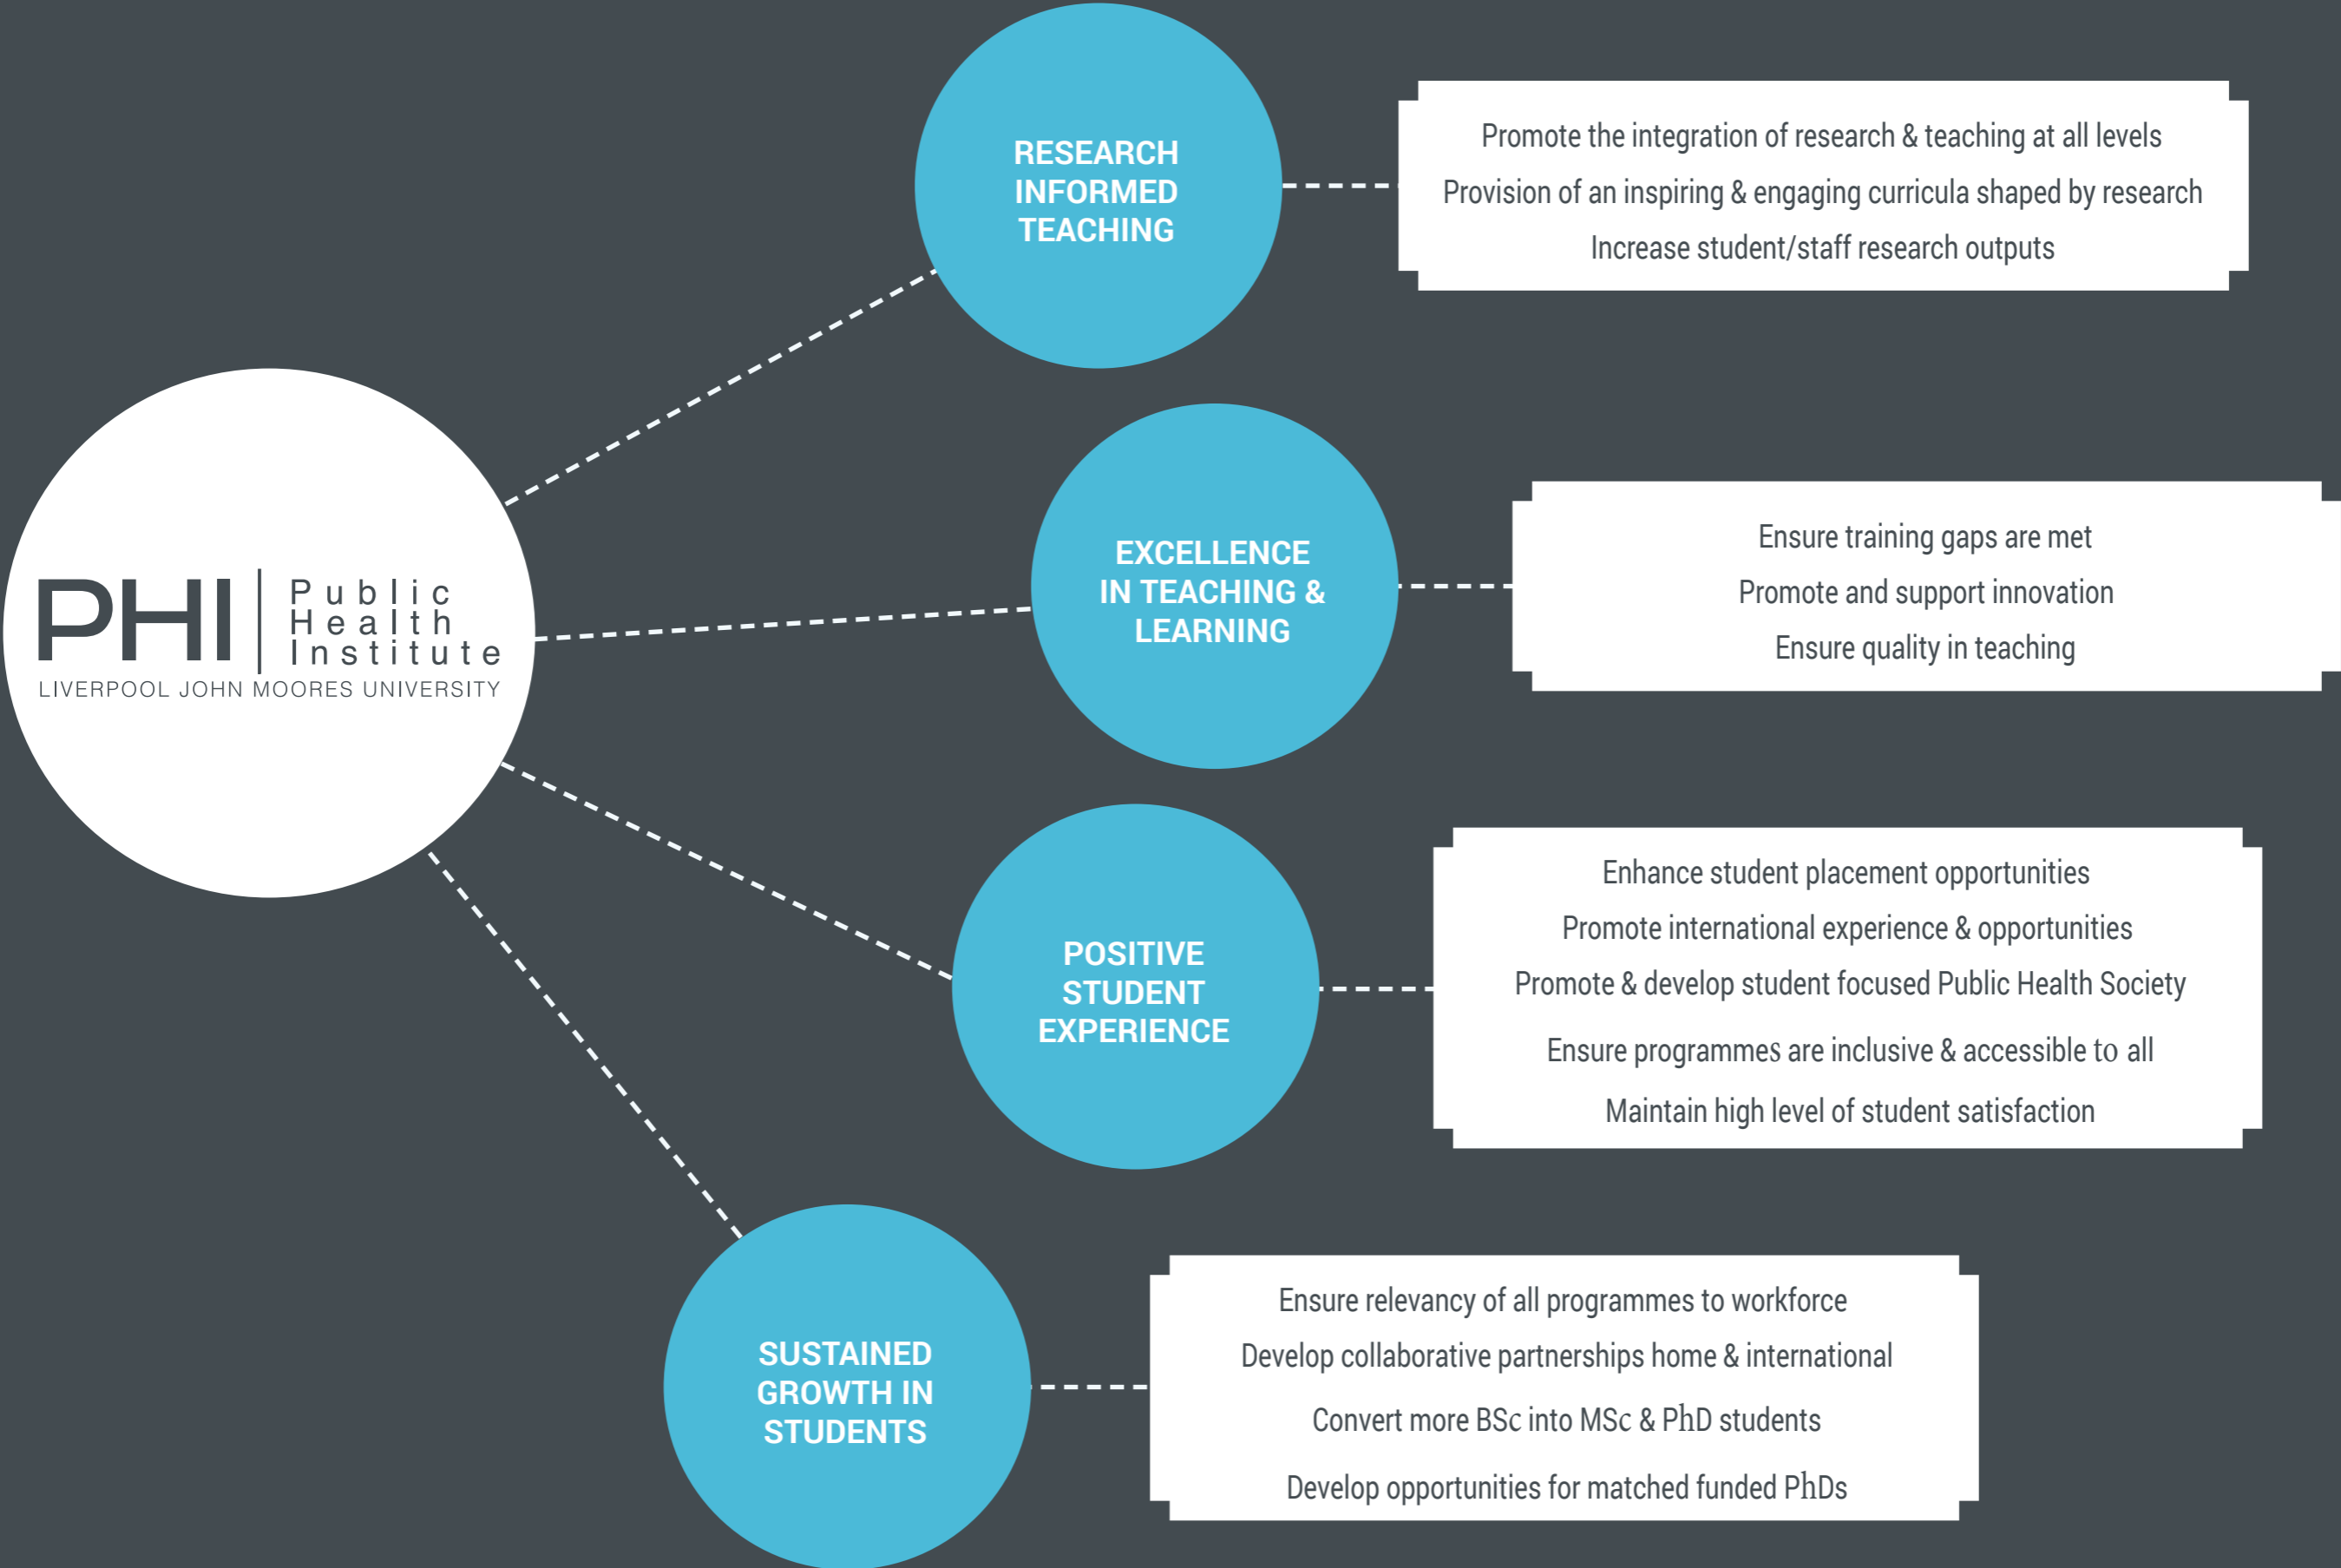 PHI
Public
Health
Institute
LIVERPOOL JOHN MOORES UNIVERSITY
RESEARCH
INFORMED
TEACHING
Promote the integration of research & teaching at all levels
Provision of an inspiring & engaging curricula shaped by research
Increase student/staff research outputs
EXCELLENCE
IN TEACHING &
LEARNING
Ensure training gaps are met
Promote and support innovation
Ensure quality in teaching
POSITIVE
STUDENT
EXPERIENCE
Enhance student placement opportunities
Promote international experience & opportunities
Promote & develop student focused Public Health Society
Ensure programmes are inclusive & accessible to all
Maintain high level of student satisfaction
SUSTAINED
GROWTH IN
STUDENTS
Ensure relevancy of all programmes to workforce
Develop collaborative partnerships home & international
Convert more BSc into MSc & PhD students
Develop opportunities for matched funded PhDs